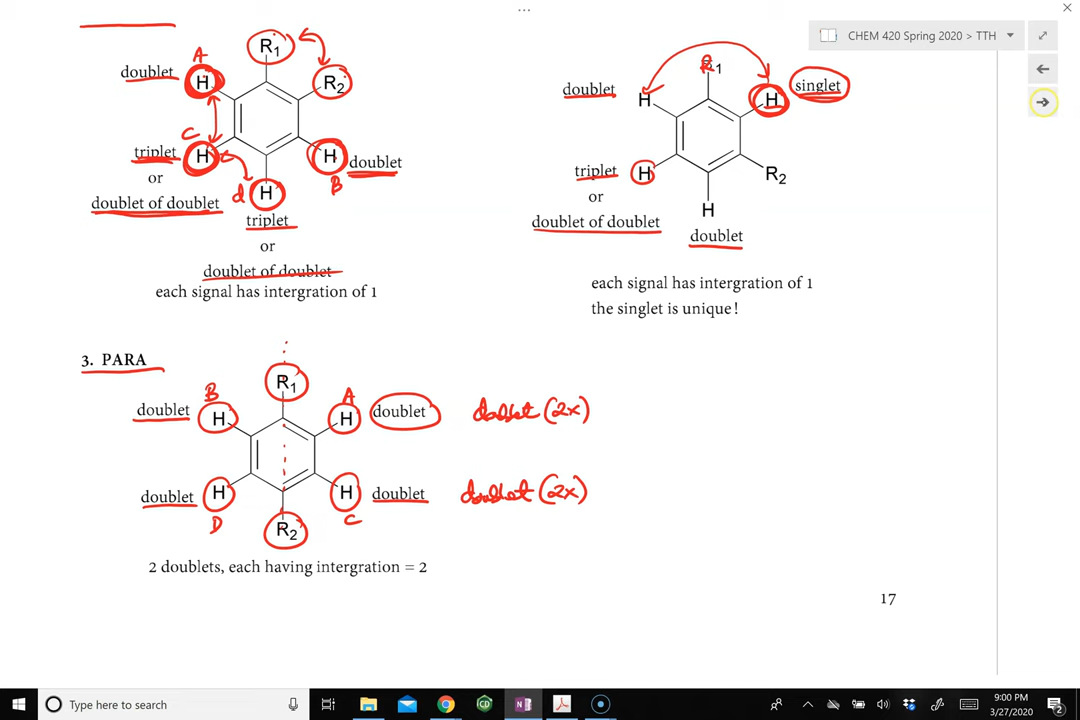 CHEM 420 Spring 2020 > TTH
A
R1
R1
doublet
H
R2
doublet
H
H
singlet
C
triplet
H
H
doublet
triplet
H
R2
or
d
H
B
or
doublet of doublet
triplet
doublet of doublet
H
or
doublet
doublet of doublet
each signal has intergration of 1
each signal has intergration of 1
the singlet is unique!
3. PARA
R1
B
A
doublet
H
H
doublet
doublet (2x)
doublet
H
H
doublet
doublet (2x)
D
R2
C
2 doublets, each having intergration = 2
17
Type here to search
9:00 PM
3/27/2020
2